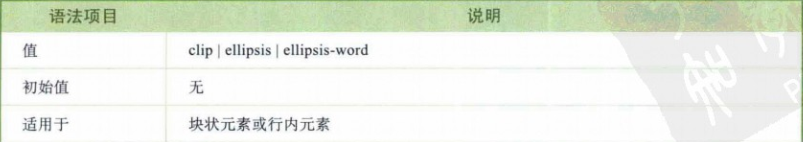 语法项目 说明
值 clip | ellipsis | ellipsis-word
初始值 无
适用于 块状元素或行内元素